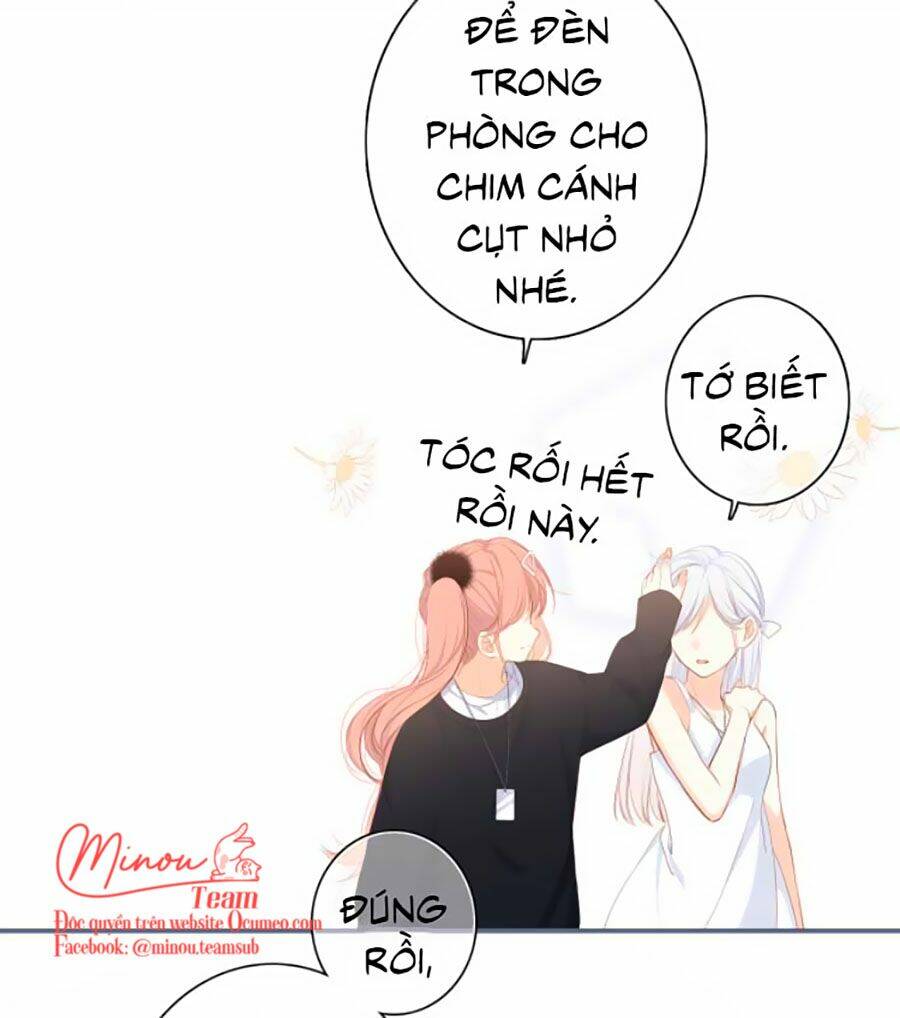 ĐỂ ĐÈN
TRONG
PHÒNG CHO
CHIM CÁNH
CỤT NHỎ
NHÉ.
TỚ BIẾT
RỒI.
TÓC RỐI HẾT
RỒI NÀY.
Minou
Team
Độc quyền trên website Ocumeo.com
Facebook: @minou.teamsub
ĐÚNG
RỒI,